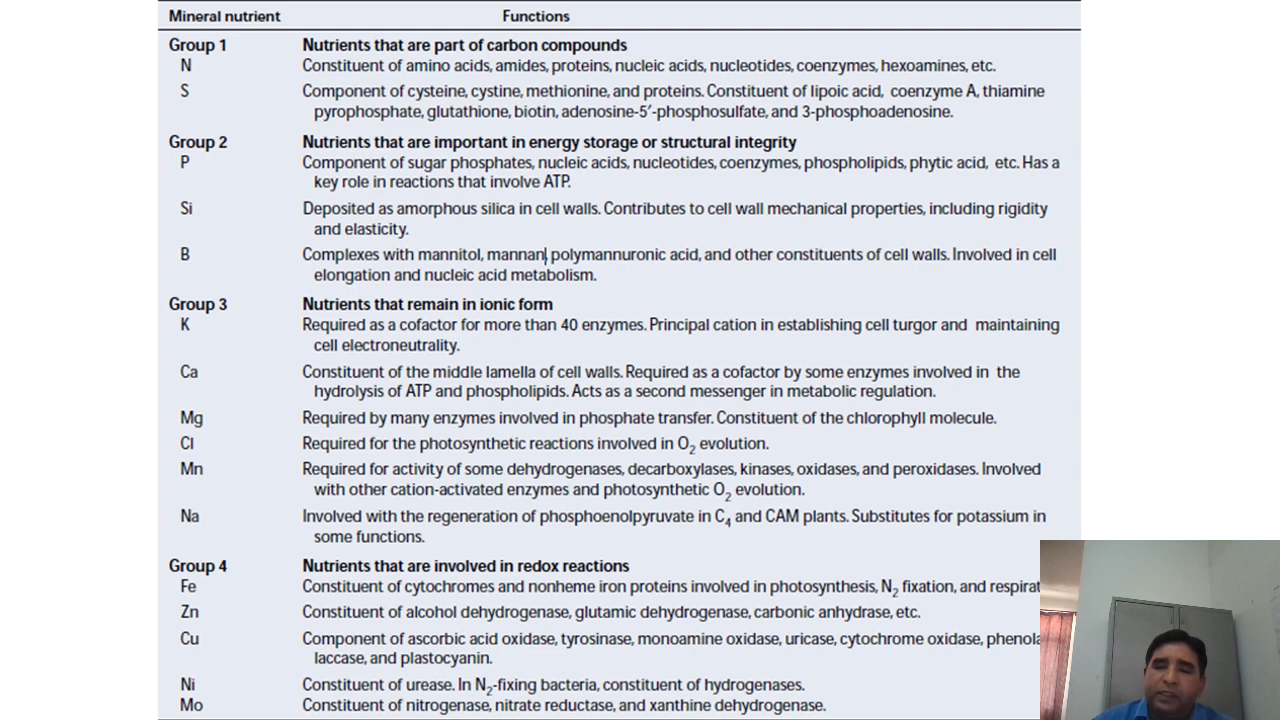 Mineral nutrient Functions
Group 1 Nutrients that are part of carbon compounds
N Constituent of amino acids, amides, proteins, nucleic acids, nucleotides, coenzymes, hexoamines, etc.
S Component of cysteine, cystine, methionine, and proteins. Constituent of lipoic acid, coenzyme A, thiamine
pyrophosphate, glutathione, biotin, adenosine-5′-phosphosulfate, and 3-phosphoadenosine.
Group 2 Nutrients that are important in energy storage or structural integrity
P Component of sugar phosphates, nucleic acids, nucleotides, coenzymes, phospholipids, phytic acid, etc. Has a
key role in reactions that involve ATP.
Si Deposited as amorphous silica in cell walls. Contributes to cell wall mechanical properties, including rigidity
and elasticity.
B Complexes with mannitol, mannan, polymannuronic acid, and other constituents of cell walls. Involved in cell
elongation and nucleic acid metabolism.
Group 3 Nutrients that remain in ionic form
K Required as a cofactor for more than 40 enzymes. Principal cation in establishing cell turgor and maintaining
cell electroneutrality.
Ca Constituent of the middle lamella of cell walls. Required as a cofactor by some enzymes involved in the
hydrolysis of ATP and phospholipids. Acts as a second messenger in metabolic regulation.
Mg Required by many enzymes involved in phosphate transfer. Constituent of the chlorophyll molecule.
Cl Required for the photosynthetic reactions involved in O₂ evolution.
Mn Required for activity of some dehydrogenases, decarboxylases, kinases, oxidases, and peroxidases. Involved
with other cation-activated enzymes and photosynthetic O₂ evolution.
Na Involved with the regeneration of phosphoenolpyruvate in C₄ and CAM plants. Substitutes for potassium in
some functions.
Group 4 Nutrients that are involved in redox reactions
Fe Constituent of cytochromes and nonheme iron proteins involved in photosynthesis, N₂ fixation, and
Zn Constituent of alcohol dehydrogenase, glutamic dehydrogenase, carbonic anhydrase, etc.
Cu Component of ascorbic acid oxidase, tyrosinase, monoamine oxidase, uricase, cytochrome oxidase,
laccase, and plastocyanin.
Ni Constituent of urease. In N₂-fixing bacteria, constituent of hydrogenases.
Mo Constituent of nitrogenase, nitrate reductase, and xanthine dehydrogenase.